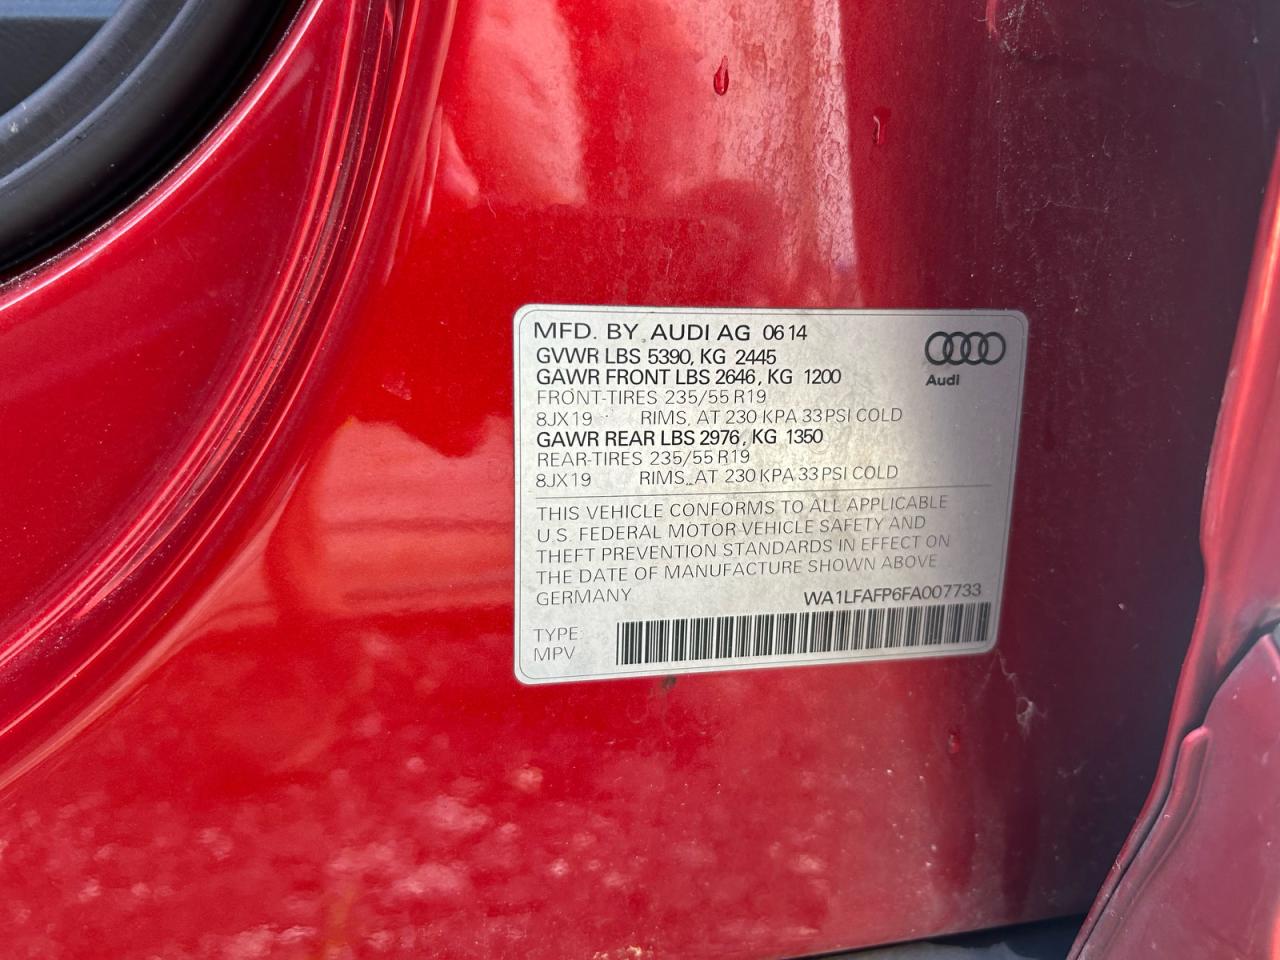 MFD. BY AUDI AG 06 14
GVWR LBS 5390, KG 2445
GAWR FRONT LBS 2646, KG 1200
FRONT-TIRES 235/55 R19
8JX19 RIMS, AT 230 KPA 33 PSI COLD
GAWR REAR LBS 2976, KG 1350
REAR-TIRES 235/55 R19
8JX19 RIMS, AT 230 KPA 33 PSI COLD
Audi
THIS VEHICLE CONFORMS TO ALL APPLICABLE
U.S. FEDERAL MOTOR VEHICLE SAFETY AND
THEFT PREVENTION STANDARDS IN EFFECT ON
THE DATE OF MANUFACTURE SHOWN ABOVE
GERMANY WA1LFAFP6FA007733
TYPE:
MPV